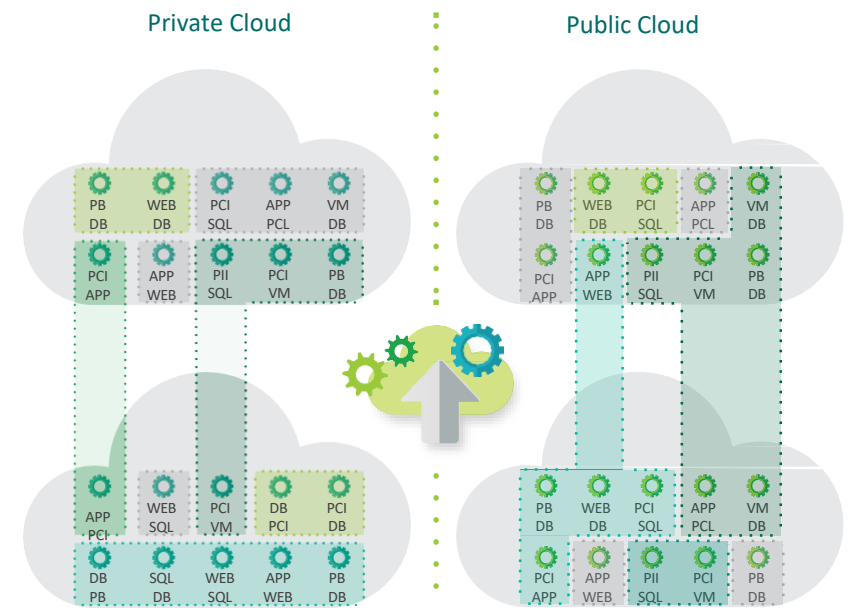 Private Cloud
Public Cloud
PB WEB PCI APP VM
DB DB SQL PCL DB
PCI APP PII PCI PB
APP WEB SQL VM DB
PB WEB PCI APP VM
DB DB SQL PCL DB
PCI APP PII PCI PB
APP WEB SQL VM DB
APP WEB PCI DB PCI
PCI SQL VM PCI DB
DB SQL WEB APP PB
PB DB SQL WEB DB
PB WEB PCI APP VM
DB DB SQL PCL DB
PCI APP PII PCI PB
APP WEB SQL VM DB